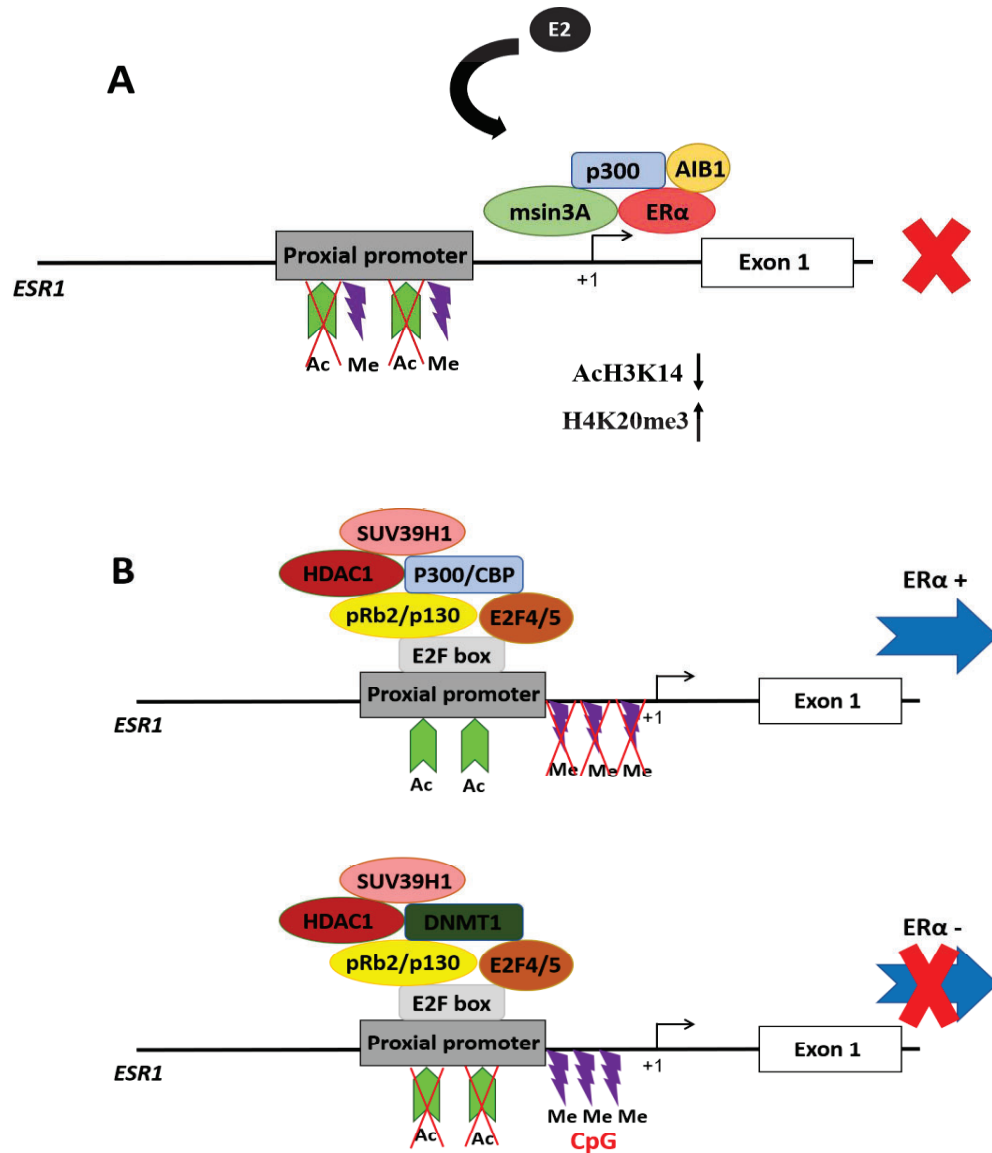 E2
A
p300
AIB1
msin3A
ERα
Proxial promoter
Exon 1
+1
ESR1
Ac Me Ac Me
AcH3K14
H4K20me3
SUV39H1
B
HDAC1
P300/CBP
ERα +
pRb2/p130
E2F4/5
E2F box
Proxial promoter
Exon 1
+1
ESR1
Me Me Me
Ac Ac
SUV39H1
HDAC1
DNMT1
ERα -
pRb2/p130
E2F4/5
E2F box
Proxial promoter
Exon 1
+1
ESR1
Me Me Me
Ac Ac
CpG